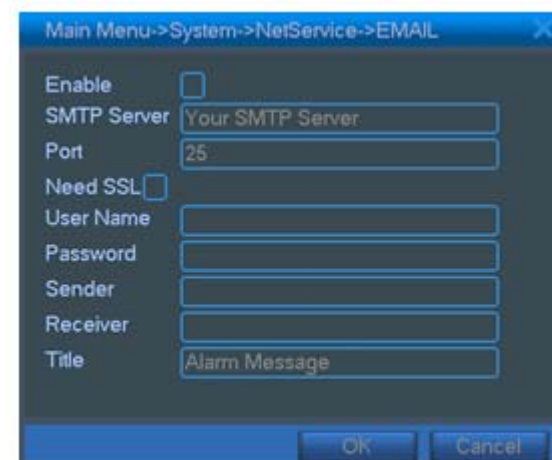 Main Menu->System->NetService->EMAIL
Enable
SMTP Server Your SMTP Server
Port 25
Need SSL
User Name
Password
Sender
Receiver
Title Alarm Message
OK Cancel